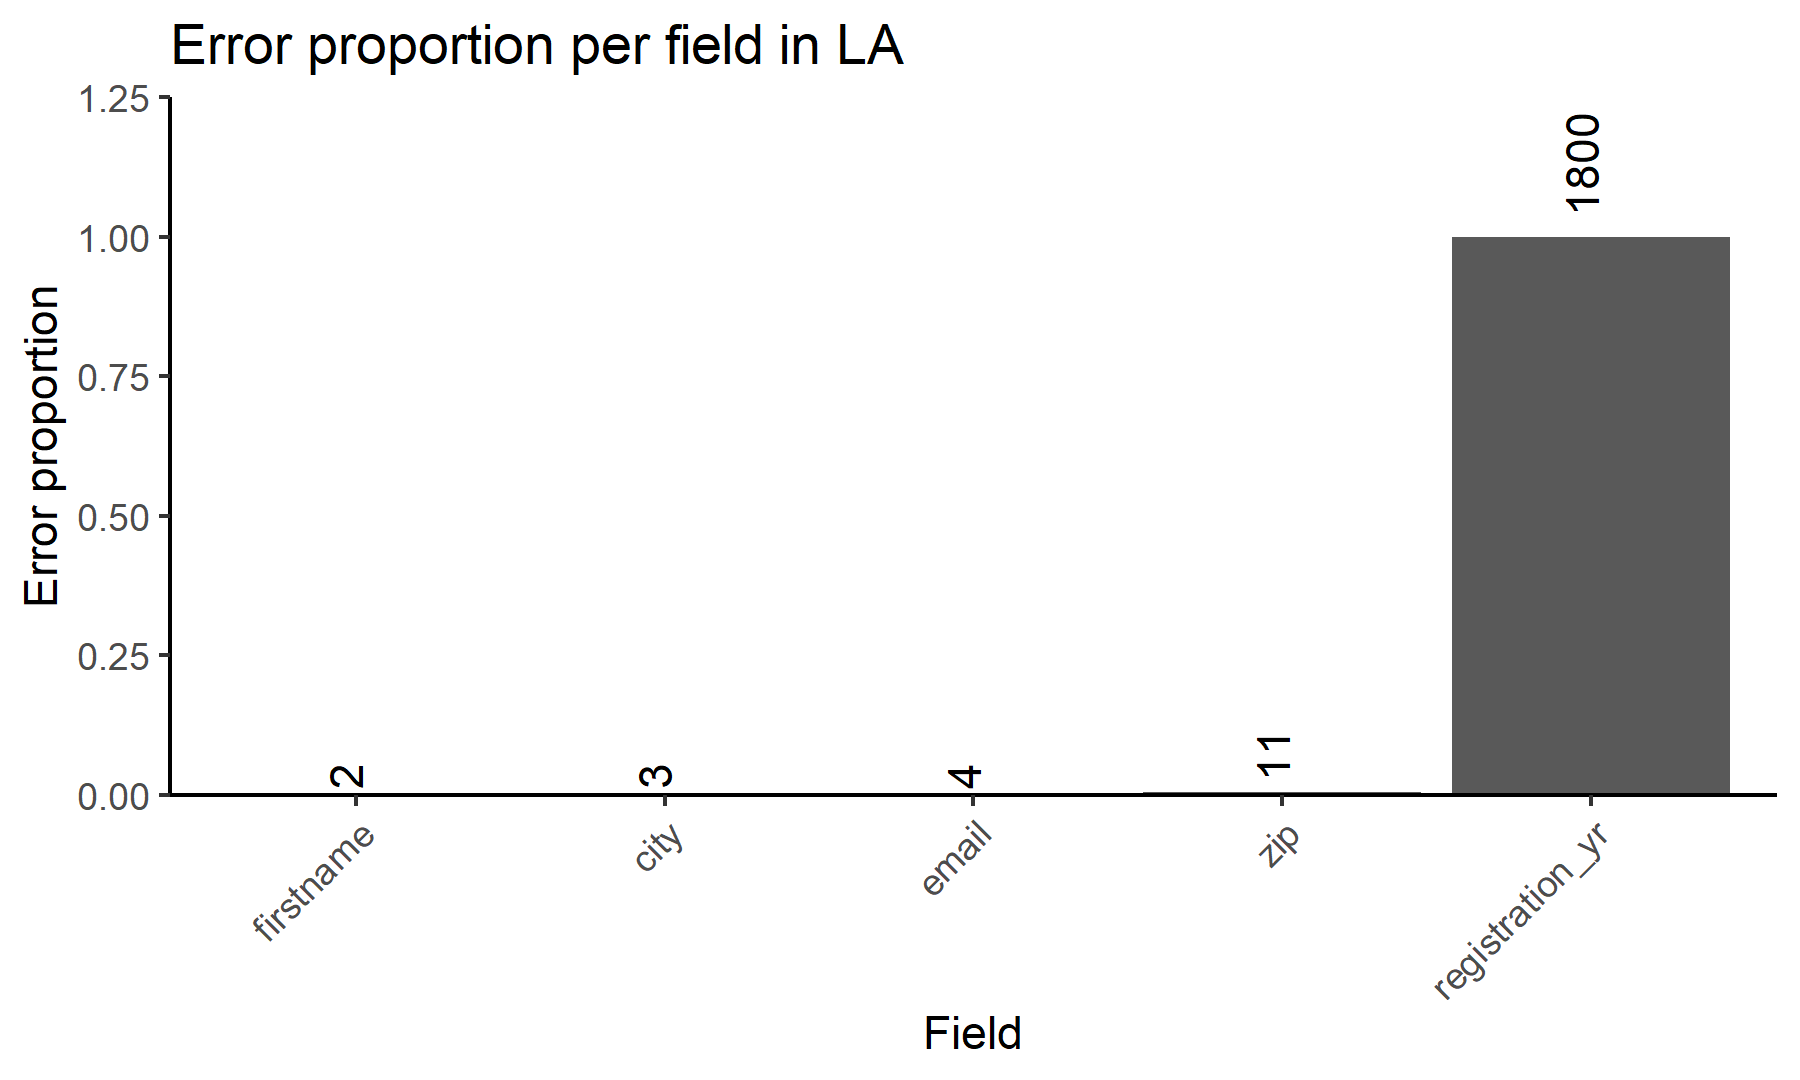 Error proportion per field in LA
1.25
1.00
0.75
0.50
0.25
0.00
Error proportion
2
3
4
11
1800
firstname
city
email
zip
registration_yr
Field